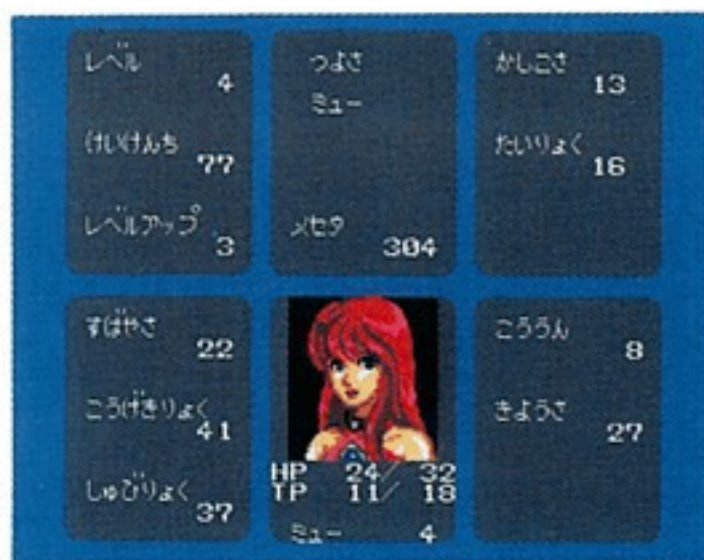 レベル
4
けいけんち
77
レベルアップ
3
つよさ
ミュー
メセタ
304
かしこさ
13
たいりょく
16
すばやさ
22
こうげきりょく
41
しゅびりょく
37
HP 24/ 32
TP 11/ 18
ミュー 4
こううん
8
きようさ
27